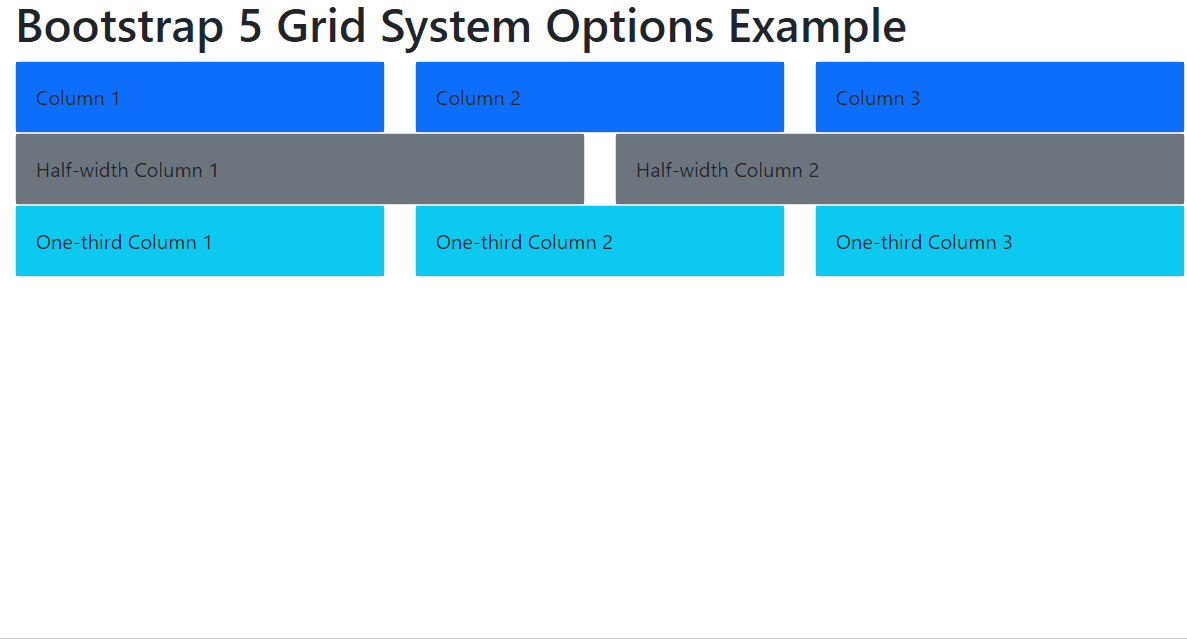 Bootstrap 5 Grid System Options Example
Column 1 Column 2 Column 3
Half-width Column 1 Half-width Column 2
One-third Column 1 One-third Column 2 One-third Column 3